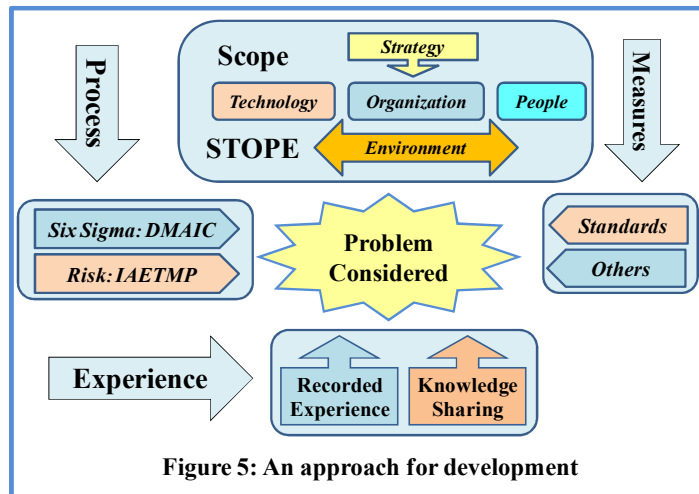 Process
Scope
Strategy
Technology
Organization
People
STOPE
Environment
Measures
Six Sigma: DMAIC
Risk: IAETMP
Problem
Considered
Standards
Others
Experience
Recorded
Experience
Knowledge
Sharing
Figure 5: An approach for development